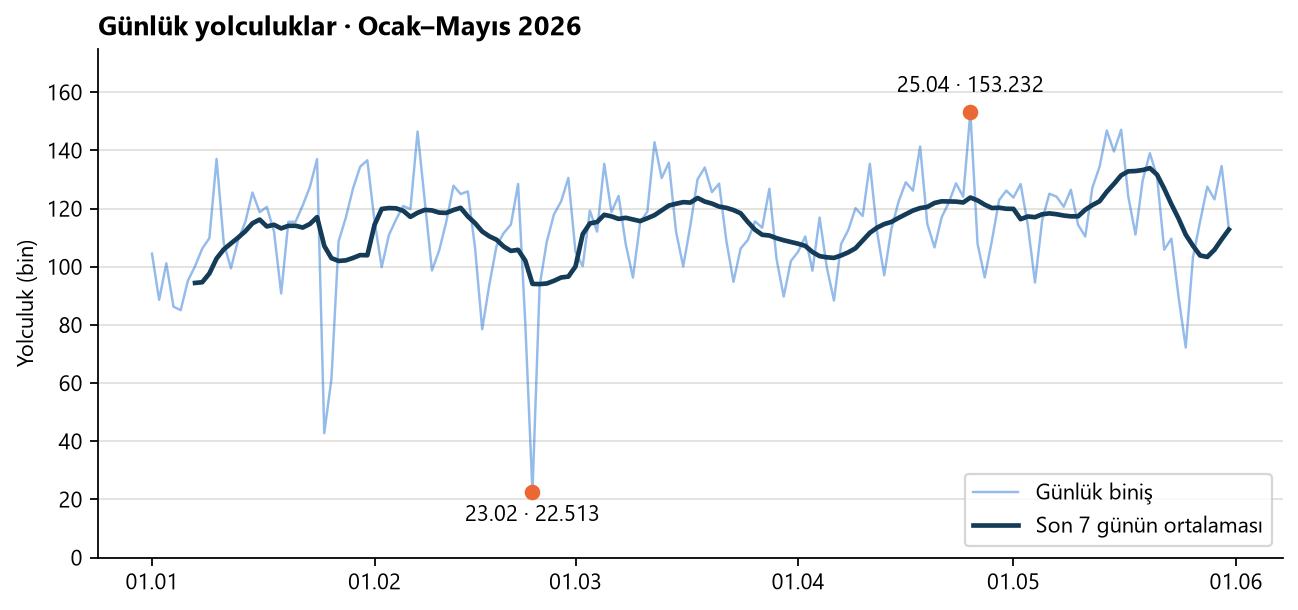 Günlük yolculuklar · Ocak–Mayıs 2026
Yolculuk (bin)
160
140
120
100
80
60
40
20
0
25.04 · 153.232
23.02 · 22.513
Günlük biniş
Son 7 günün ortalaması
01.01
01.02
01.03
01.04
01.05
01.06